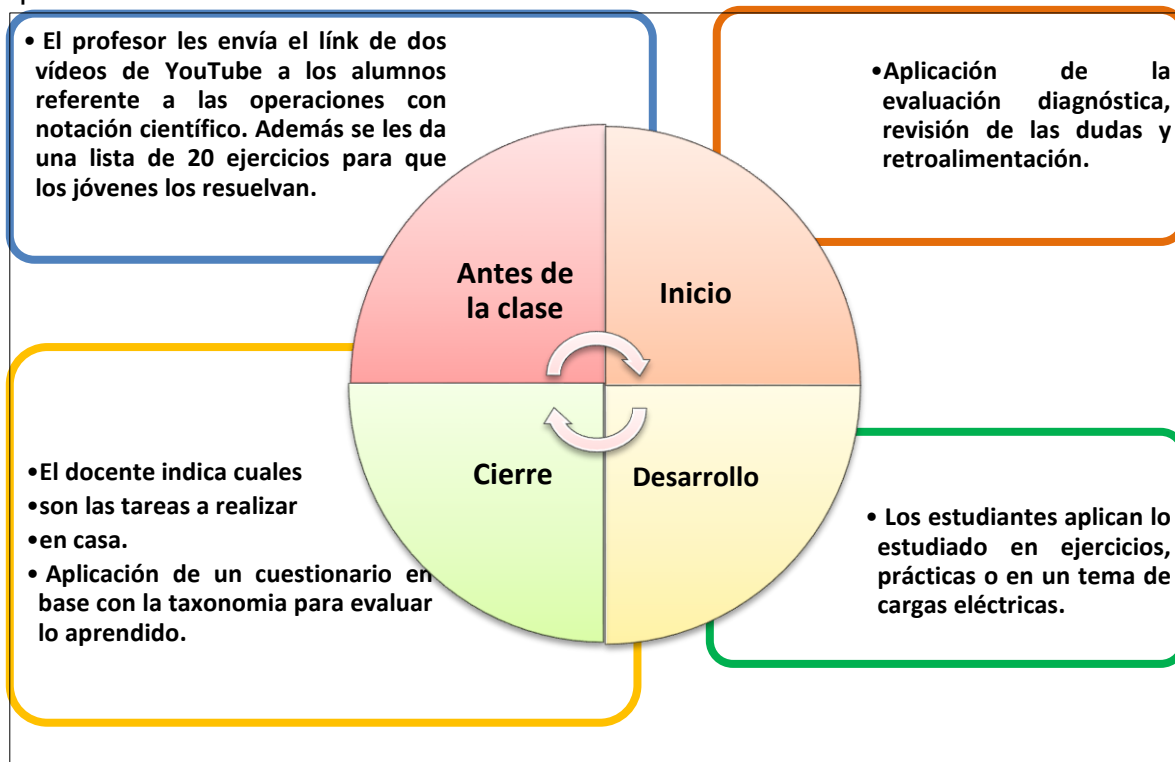 • El profesor les envía el línk de dos
vídeos de YouTube a los alumnos
referente a las operaciones con
notación científico. Además se les da
una lista de 20 ejercicios para que
los jóvenes los resuelvan.
•Aplicación de la
evaluación diagnóstica,
revisión de las dudas y
retroalimentación.
Antes de
la clase
Inicio
Cierre
Desarrollo
•El docente indica cuales
•son las tareas a realizar
•en casa.
• Aplicación de un cuestionario en
base con la taxonomia para evaluar
lo aprendido.
• Los estudiantes aplican lo
estudiado en ejercicios,
prácticas o en un tema de
cargas eléctricas.